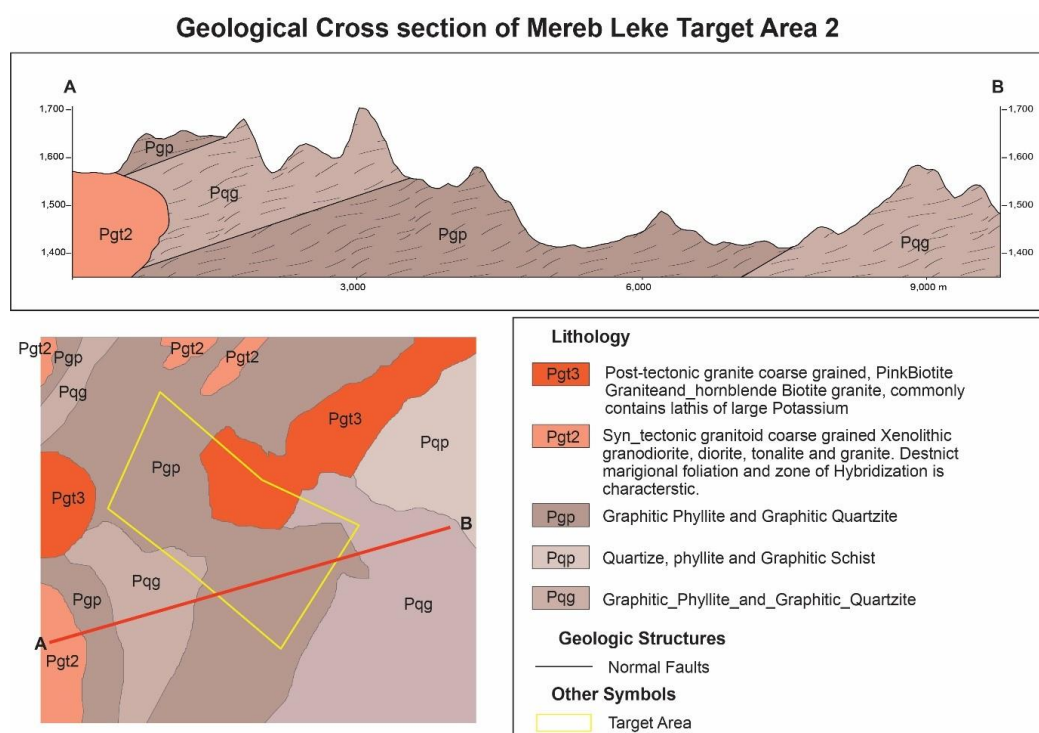 Geological Cross section of Mereb Leke Target Area 2
A
B
1,700
1,700
Pgp
1,600
1,600
Pqg
1,500
1,500
Pgt2
Pgp
Pqg
1,400
1,400
3,000
6,000
9,000 m
Pgt2
Pgp
Pgt2
Pgt2
Pqg
Pgt3
Pqp
Pgp
Pgt3
B
Pqg
Pgp
Pqg
A
Pgt2
Lithology
Pgt3
Post-tectonic granite coarse grained, PinkBiotite
Graniteand_hornblende Biotite granite, commonly
contains lathis of large Potassium
Pgt2
Syn_tectonic granitoid coarse grained Xenolithic
granodiorite, diorite, tonalite and granite. Destnict
marigional foliation and zone of Hybridization is
characterstic.
Pgp
Graphitic Phyllite and Graphitic Quartzite
Pqp
Quartize, phyllite and Graphitic Schist
Pqg
Graphitic_Phyllite_and_Graphitic_Quartzite
Geologic Structures
Normal Faults
Other Symbols
Target Area